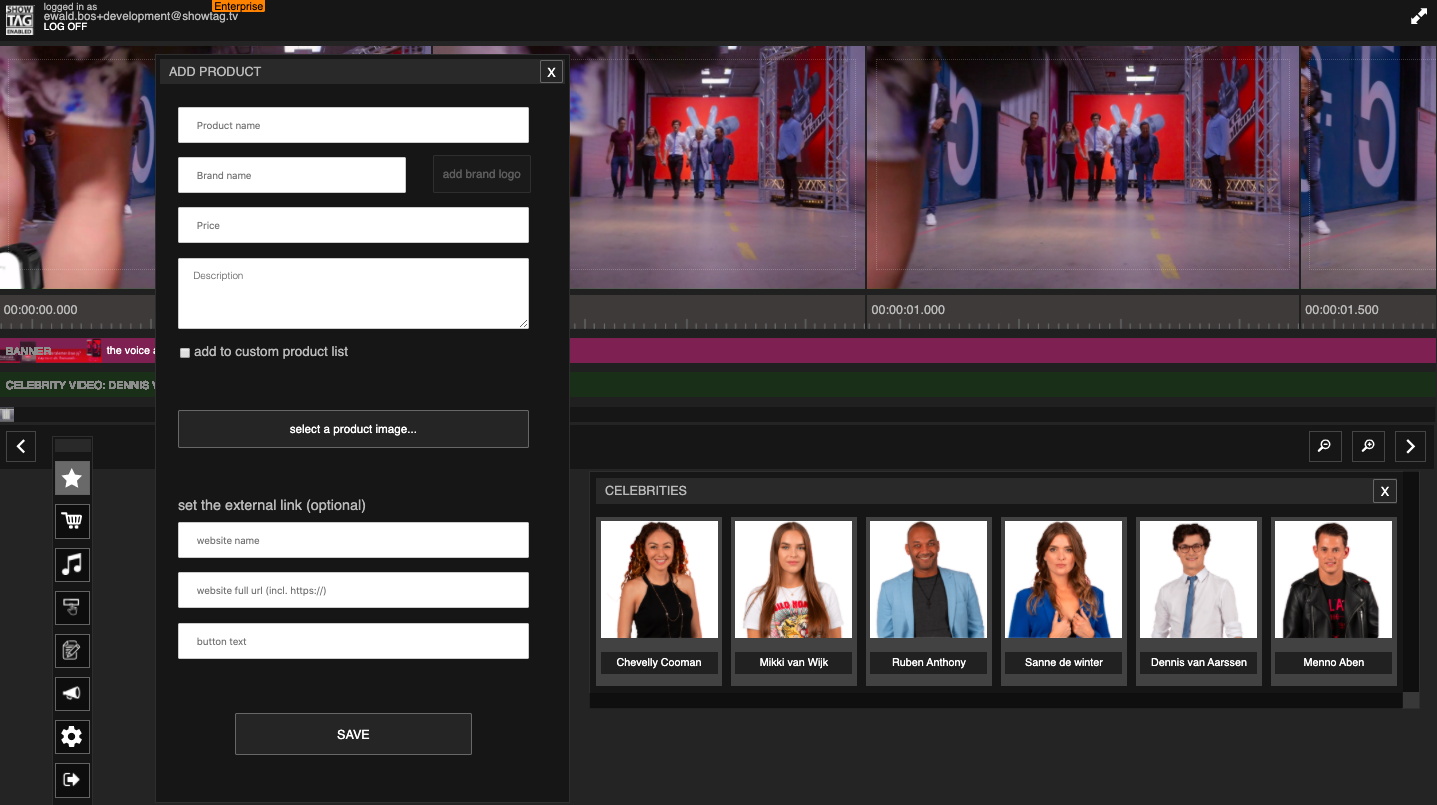 SHOW
TAG
ENABLED
logged in as
Enterprise
ewald.bos+development@showtag.tv
LOG OFF
ADD PRODUCT
X
Product name
Brand name
add brand logo
Price
Description
add to custom product list
select a product image...
set the external link (optional)
website name
website full url (incl. https://)
button text
SAVE
5
5
00:00:00.000
00:00:01.000
00:00:01.500
BANNER
the voice a
CELEBRITY VIDEO: DENNIS V
CELEBRITIES
X
Chevelly Cooman
Mikki van Wijk
Ruben Anthony
Sanne de winter
Dennis van Aarssen
Menno Aben